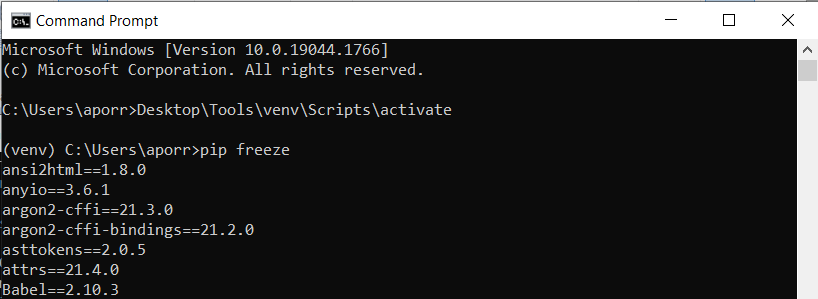 Command Prompt
Microsoft Windows [Version 10.0.19044.1766]
(c) Microsoft Corporation. All rights reserved.
C:\Users\aporr>Desktop\Tools\venv\Scripts\activate
(venv) C:\Users\aporr>pip freeze
ansi2html==1.8.0
anyio==3.6.1
argon2-cffi==21.3.0
argon2-cffi-bindings==21.2.0
asttokens==2.0.5
attrs==21.4.0
Babel==2.10.3